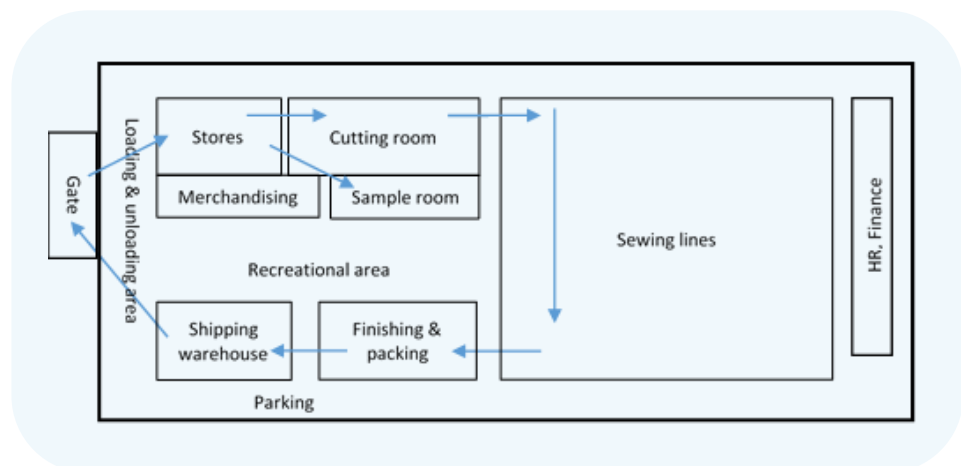 Gate
Loading & unloading area
Stores
Cutting room
Merchandising
Sample room
Sewing lines
HR, Finance
Recreational area
Shipping
warehouse
Finishing &
packing
Parking